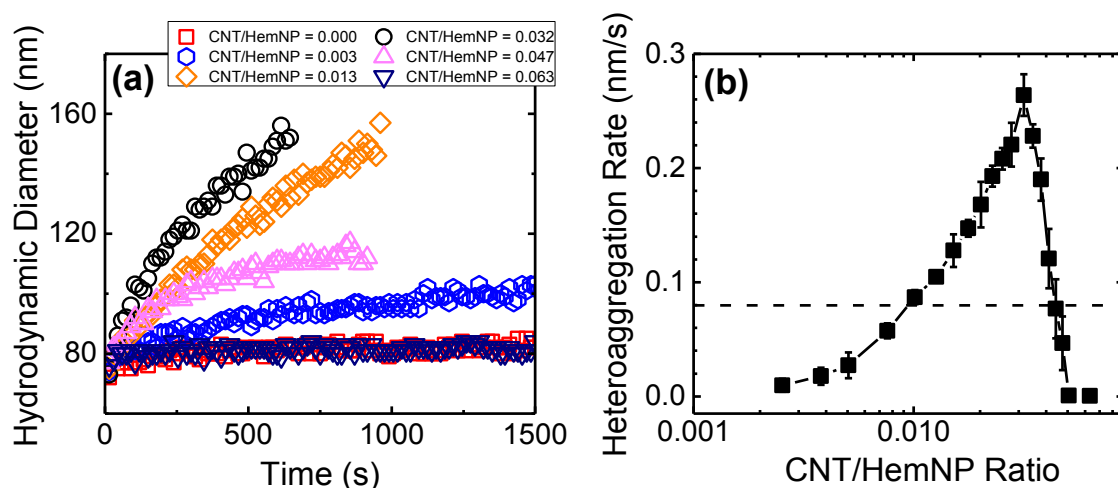 CNT/HemNP = 0.000 CNT/HemNP = 0.032
CNT/HemNP = 0.003 CNT/HemNP = 0.047
CNT/HemNP = 0.013 CNT/HemNP = 0.063
(a)
Hydrodynamic Diameter (nm)
160
120
80
0 500 1000 1500
Time (s)
(b)
Heteroaggregation Rate (nm/s)
0.3
0.2
0.1
0.0
0.001 0.010
CNT/HemNP Ratio